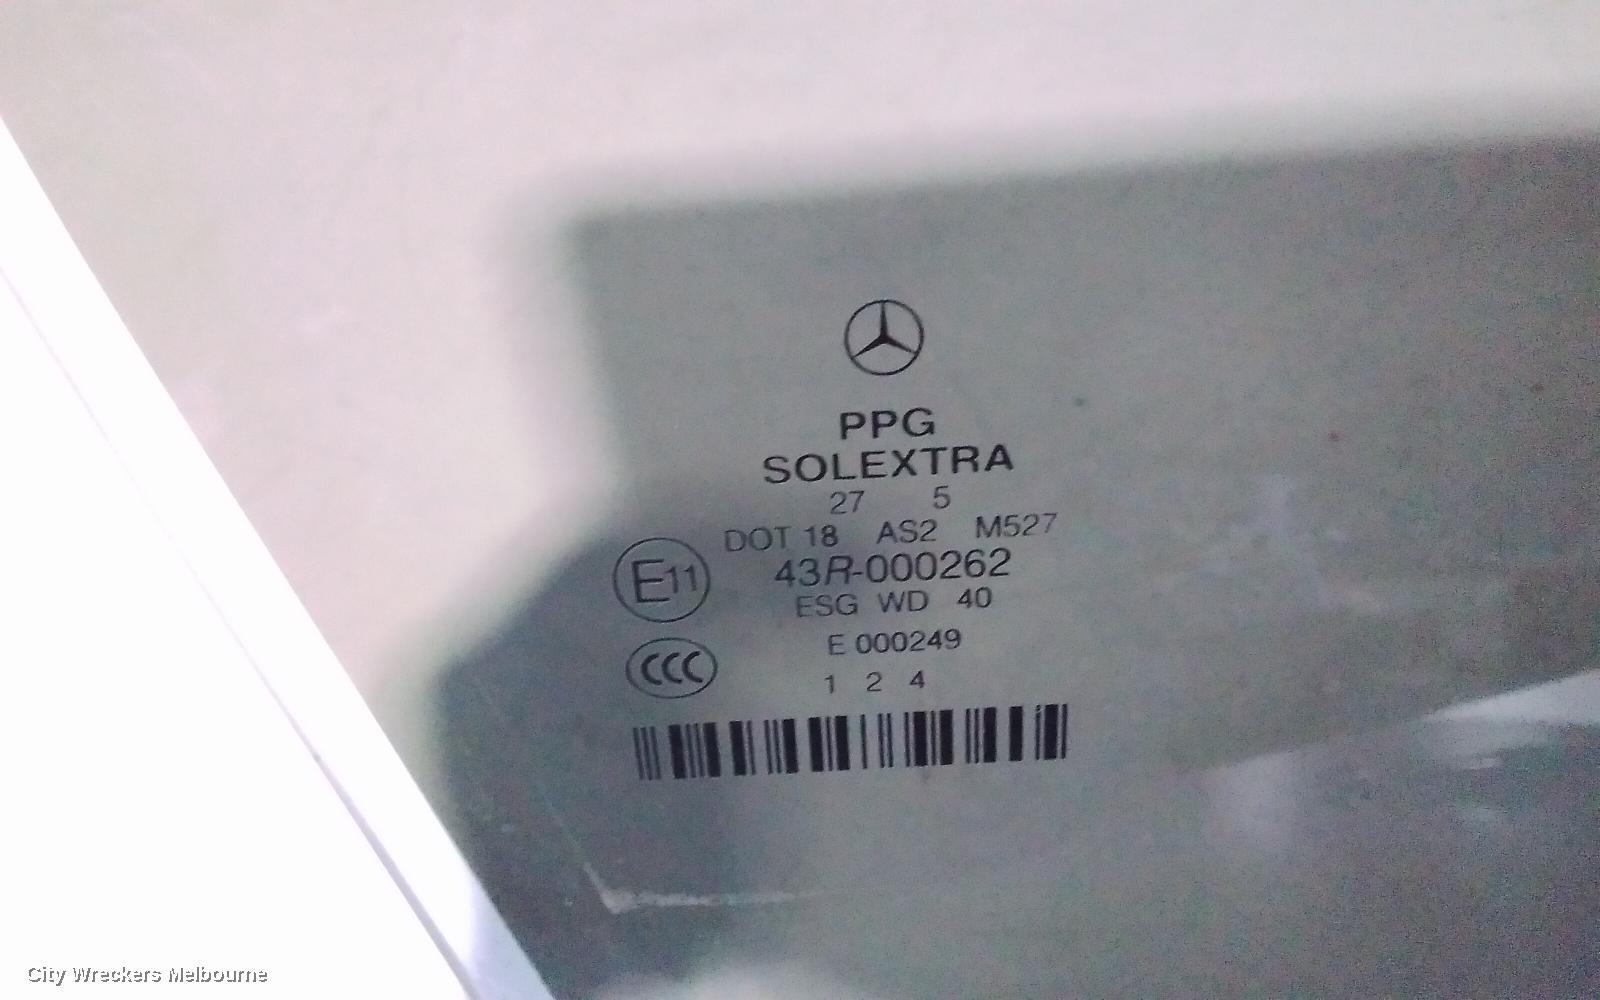 PPG
SOLEXTRA
27 5
DOT 18 AS2 M527
E11 43R-000262
ESG WD 40
CCC E 000249
1 2 4
City Wreckers Melbourne